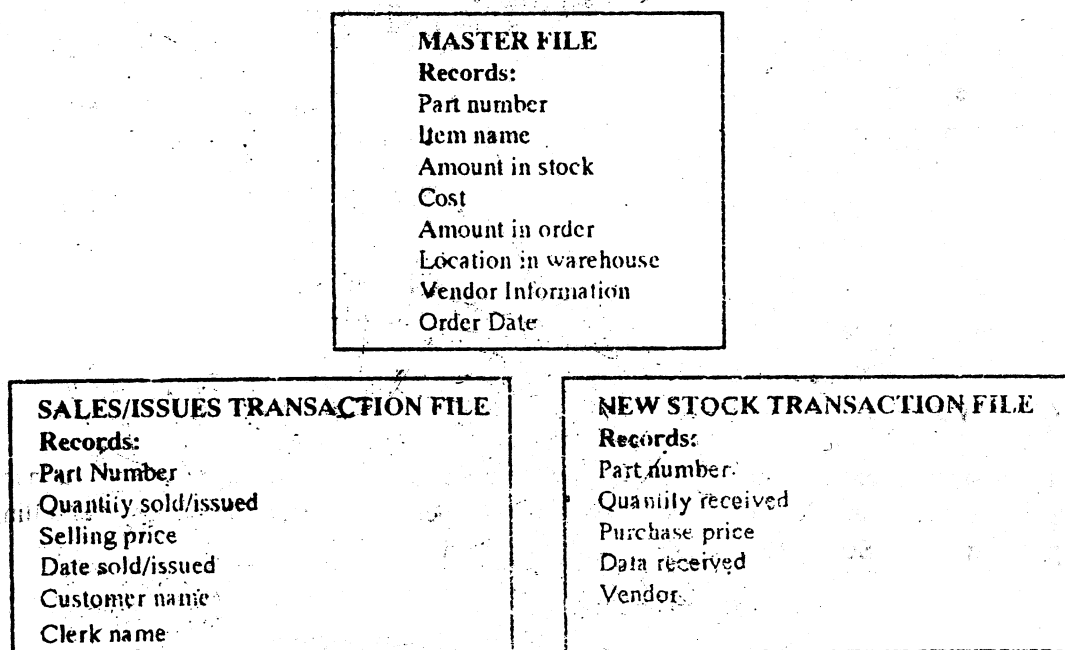 MASTER FILE
Records:
Part number
Item name
Amount in stock
Cost
Amount in order
Location in warehouse
Vendor Information
Order Date
SALES/ISSUES TRANSACTION FILE
Records:
Part Number
Quantity sold/issued
Selling price
Date sold/issued
Customer name
Clerk name
NEW STOCK TRANSACTION FILE
Records:
Part number
Quantity received
Purchase price
Data received
Vendor